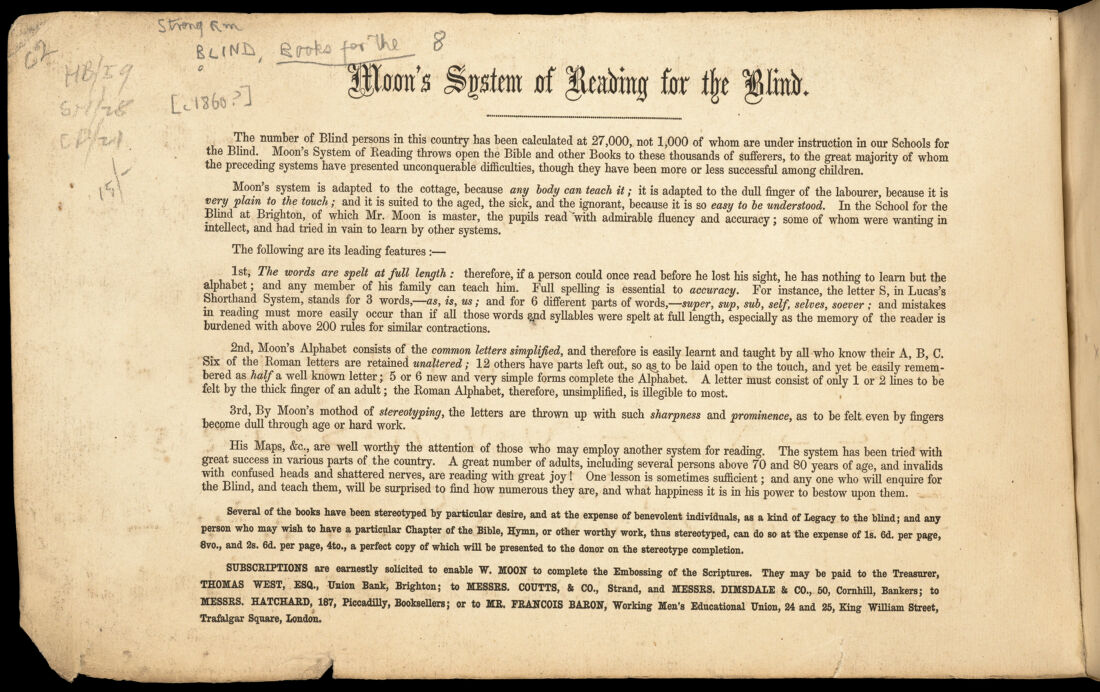 Strong Rm
62
BLIND, Books for the 8
HB/I9
[c.1860?]
15/-
Moon's System of Reading for the Blind.
The number of Blind persons in this country has been calculated at 27,000, not 1,000 of whom are under instruction in our Schools for
the Blind. Moon's System of Reading throws open the Bible and other Books to these thousands of sufferers, to the great majority of whom
the preceding systems have presented unconquerable difficulties, though they have been more or less successful among children.
Moon's system is adapted to the cottage, because any body can teach it; it is adapted to the dull finger of the labourer, because it is
very plain to the touch; and it is suited to the aged, the sick, and the ignorant, because it is so easy to be understood. In the School for the
Blind at Brighton, of which Mr. Moon is master, the pupils read with admirable fluency and accuracy; some of whom were wanting in
intellect, and had tried in vain to learn by other systems.
The following are its leading features:—
1st, The words are spelt at full length: therefore, if a person could once read before he lost his sight, he has nothing to learn but the
alphabet; and any member of his family can teach him. Full spelling is essential to accuracy. For instance, the letter S, in Lucas's
Shorthand System, stands for 3 words,—as, is, us; and for 6 different parts of words,—super, sup, sub, self, selves, soever; and mistakes
in reading must more easily occur than if all those words and syllables were spelt at full length, especially as the memory of the reader is
burdened with above 200 rules for similar contractions.
2nd, Moon's Alphabet consists of the common letters simplified, and therefore is easily learnt and taught by all who know their A, B, C.
Six of the Roman letters are retained unaltered; 12 others have parts left out, so as to be laid open to the touch, and yet be easily remem-
bered as half a well known letter; 5 or 6 new and very simple forms complete the Alphabet. A letter must consist of only 1 or 2 lines to be
felt by the thick finger of an adult; the Roman Alphabet, therefore, unsimplified, is illegible to most.
3rd, By Moon's mothod of stereotyping, the letters are thrown up with such sharpness and prominence, as to be felt even by fingers
become dull through age or hard work.
His Maps, &c., are well worthy the attention of those who may employ another system for reading. The system has been tried with
great success in various parts of the country. A great number of adults, including several persons above 70 and 80 years of age, and invalids
with confused heads and shattered nerves, are reading with great joy! One lesson is sometimes sufficient; and any one who will enquire for
the Blind, and teach them, will be surprised to find how numerous they are, and what happiness it is in his power to bestow upon them.
Several of the books have been stereotyped by particular desire, and at the expense of benevolent individuals, as a kind of Legacy to the blind; and any
person who may wish to have a particular Chapter of the Bible, Hymn, or other worthy work, thus stereotyped, can do so at the expense of 1s. 6d. per page,
8vo., and 2s. 6d. per page, 4to., a perfect copy of which will be presented to the donor on the stereotype completion.
SUBSCRIPTIONS are earnestly solicited to enable W. MOON to complete the Embossing of the Scriptures. They may be paid to the Treasurer,
THOMAS WEST, ESQ., Union Bank, Brighton; to MESSRS. COUTTS, & CO., Strand, and MESSRS. DIMSDALE & CO., 50, Cornhill, Bankers; to
MESSRS. HATCHARD, 187, Piccadilly, Booksellers; or to MR. FRANCOIS BARON, Working Men's Educational Union, 24 and 25, King William Street,
Trafalgar Square, London.